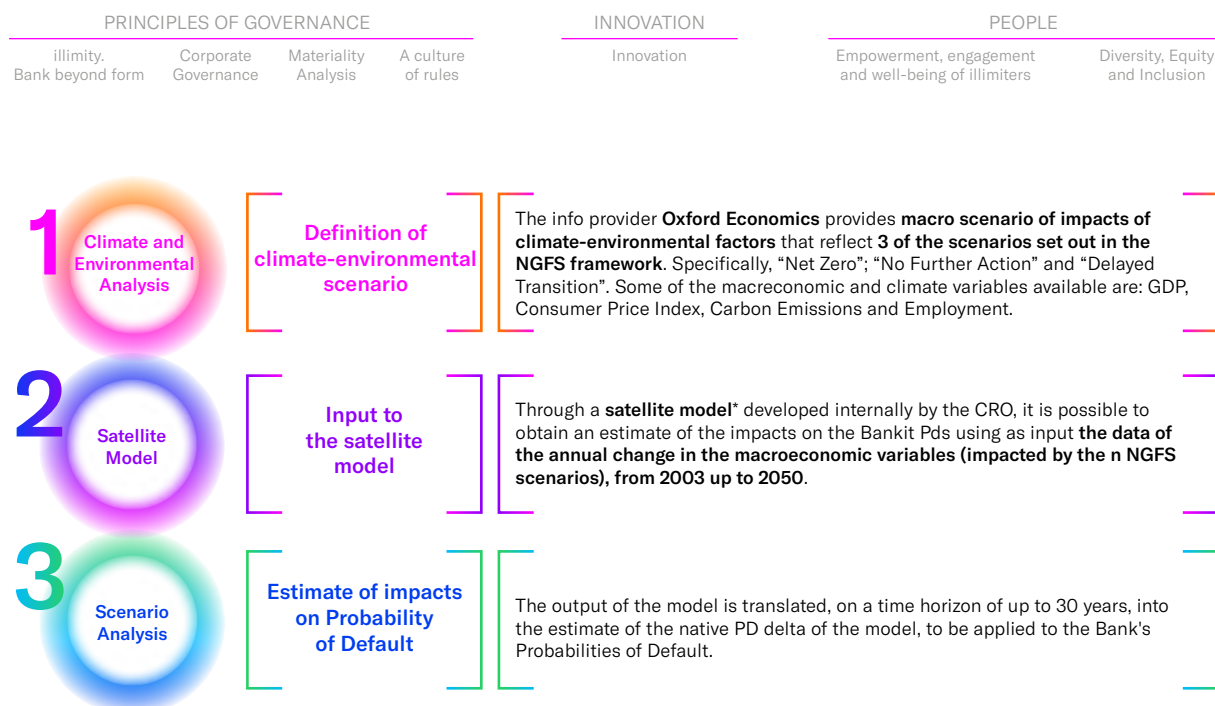 PRINCIPLES OF GOVERNANCE
INNOVATION
PEOPLE
illimity.
Bank beyond form
Corporate
Governance
Materiality
Analysis
A culture
of rules
Innovation
Empowerment, engagement
and well-being of illimiters
Diversity, Equity
and Inclusion
1
Climate and
Environmental
Analysis
Definition of
climate-environmental
scenario
The info provider Oxford Economics provides macro scenario of impacts of
climate-environmental factors that reflect 3 of the scenarios set out in the
NGFS framework. Specifically, “Net Zero”; “No Further Action” and “Delayed
Transition”. Some of the macreconomic and climate variables available are: GDP,
Consumer Price Index, Carbon Emissions and Employment.
2
Satellite
Model
Input to
the satellite
model
Through a satellite model* developed internally by the CRO, it is possible to
obtain an estimate of the impacts on the Bankit Pds using as input the data of
the annual change in the macroeconomic variables (impacted by the n NGFS
scenarios), from 2003 up to 2050.
3
Scenario
Analysis
Estimate of impacts
on Probability
of Default
The output of the model is translated, on a time horizon of up to 30 years, into
the estimate of the native PD delta of the model, to be applied to the Bank's
Probabilities of Default.